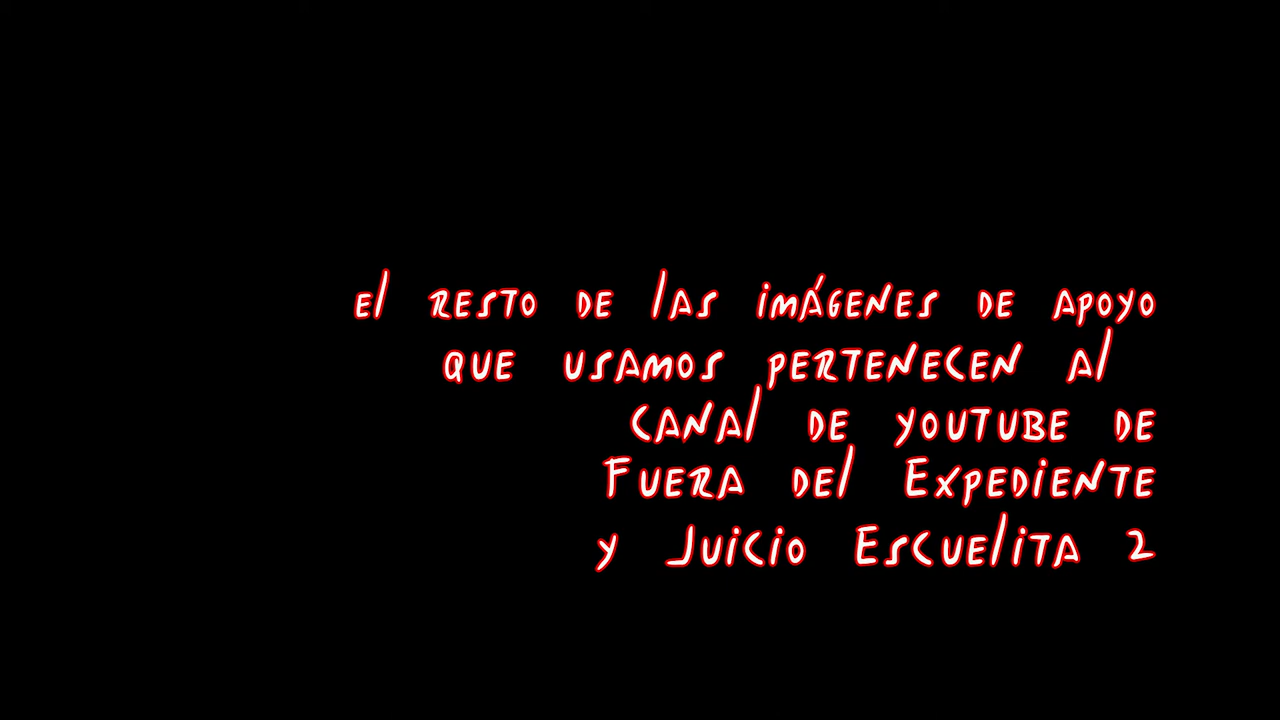 el resto de las imágenes de apoyo
que usamos pertenecen al
canal de youtube de
Fuera del Expediente
y Juicio Escuelita 2